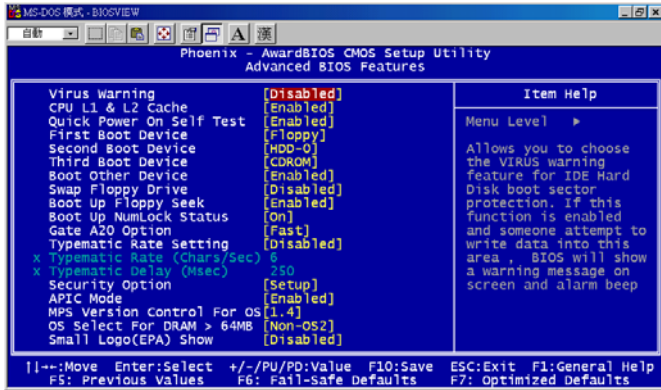 MS-DOS 模式 - BIOSVIEW
自動
A 漢
Phoenix - AwardBIOS CMOS Setup Utility
Advanced BIOS Features
Virus Warning [Disabled]
CPU L1 & L2 Cache [Enabled]
Quick Power On Self Test [Enabled]
First Boot Device [Floppy]
Second Boot Device [HDD-0]
Third Boot Device [CDROM]
Boot Other Device [Enabled]
Swap Floppy Drive [Disabled]
Boot Up Floppy Seek [Enabled]
Boot Up NumLock Status [On]
Gate A20 Option [Fast]
Typematic Rate Setting [Disabled]
x Typematic Rate (Chars/Sec) 6
x Typematic Delay (Msec) 250
Security Option [Setup]
APIC Mode [Enabled]
MPS Version Control For OS[1.4]
OS Select For DRAM > 64MB [Non-OS2]
Small Logo(EPA) Show [Disabled]
Item Help
Menu Level ▸
Allows you to choose
the VIRUS warning
feature for IDE Hard
Disk boot sector
protection. If this
function is enabled
and someone attempt to
write data into this
area , BIOS will show
a warning message on
screen and alarm beep
↑↓→←:Move Enter:Select +/-/PU/PD:Value F10:Save ESC:Exit F1:General Help
F5: Previous Values F6: Fail-Safe Defaults F7: Optimized Defaults